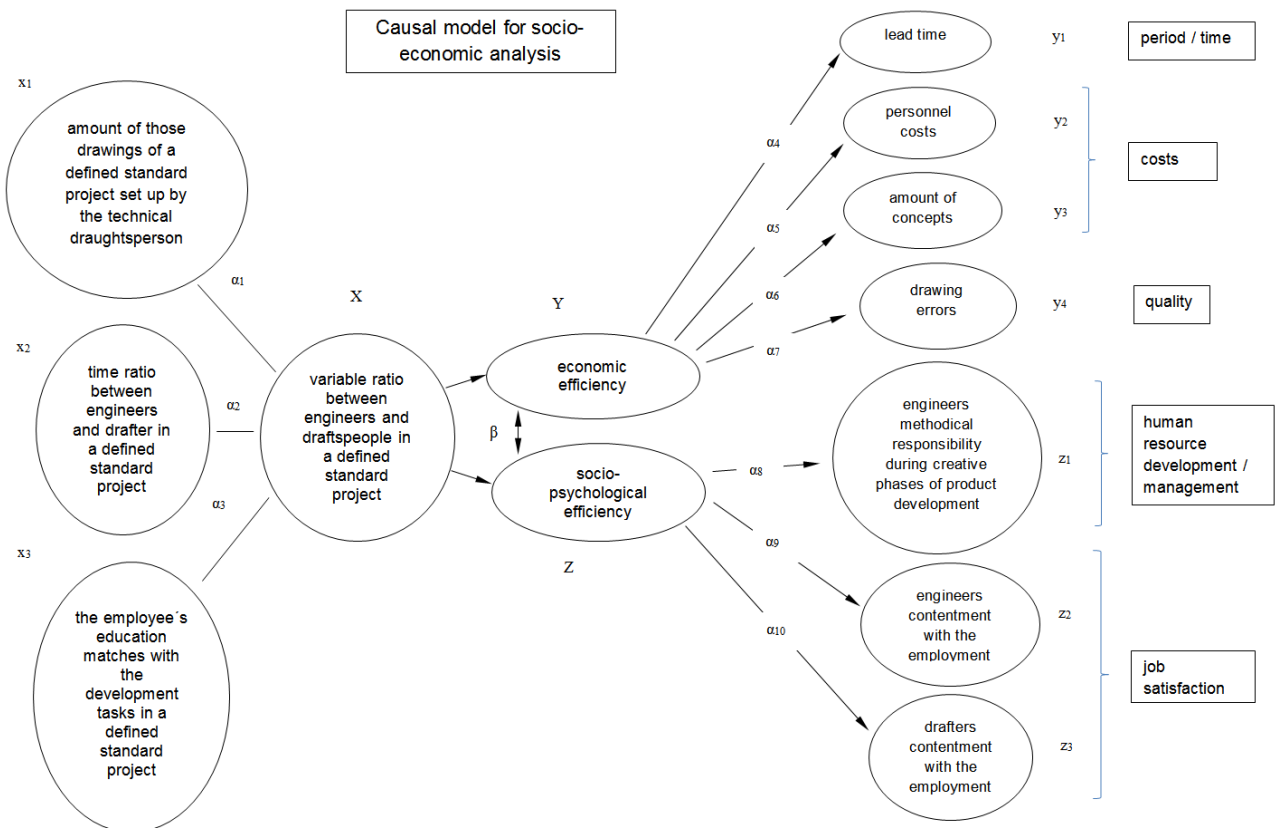 Causal model for socio-
economic analysis
x1
amount of those
drawings of a
defined standard
project set up by
the technical
draughtsperson
α1
x2
time ratio
between
engineers
and drafter in
a defined
standard
project
α2
α3
x3
the employee´s
education
matches with
the
development
tasks in a
defined
standard
project
X
variable ratio
between
engineers and
draftspeople in
a defined
standard
project
Y
economic
efficiency
β
socio-
psychological
efficiency
Z
α4
α5
α6
α7
α8
α9
α10
lead time
y1
period / time
personnel
costs
y2
costs
amount of
concepts
y3
drawing
errors
y4
quality
engineers
methodical
responsibility
during creative
phases of product
development
z1
human
resource
development /
management
engineers
contentment
with the
employment
z2
job
satisfaction
drafters
contentment
with the
employment
z3